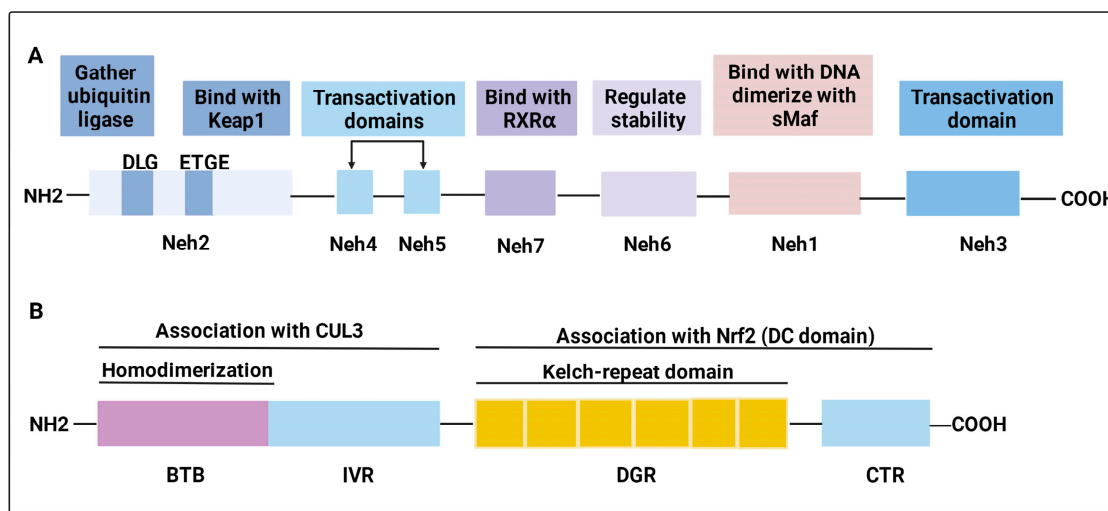 A
Gather
ubiquitin
ligase
Bind with
Keap1
Transactivation
domains
Bind with
RXRα
Regulate
stability
Bind with DNA
dimerize with
sMaf
Transactivation
domain
DLG ETGE
NH2 COOH
Neh2 Neh4 Neh5 Neh7 Neh6 Neh1 Neh3
B
Association with CUL3
Association with Nrf2 (DC domain)
Homodimerization
Kelch-repeat domain
NH2 COOH
BTB IVR DGR CTR